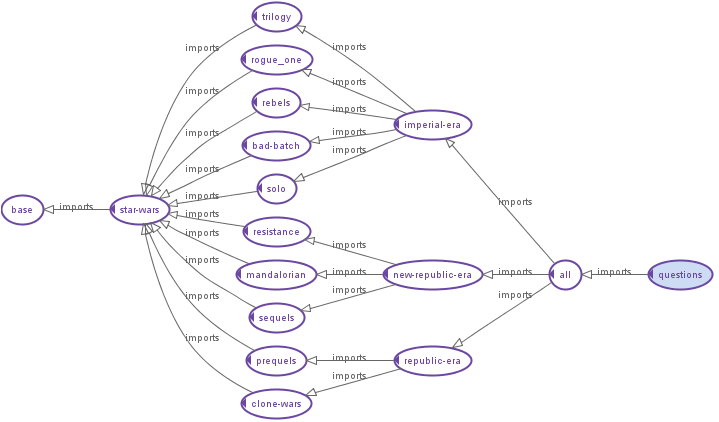 trilogy
imports
imports
rogue_one
imports
imports
rebels
imports
imports
imperial-era
imports
bad-batch
imports
imports
solo
imports
base
imports
star-wars
imports
imports
resistance
imports
imports
mandalorian
imports
new-republic-era
imports
all
imports
questions
imports
imports
imports
imports
sequels
imports
prequels
imports
republic-era
imports
clone-wars